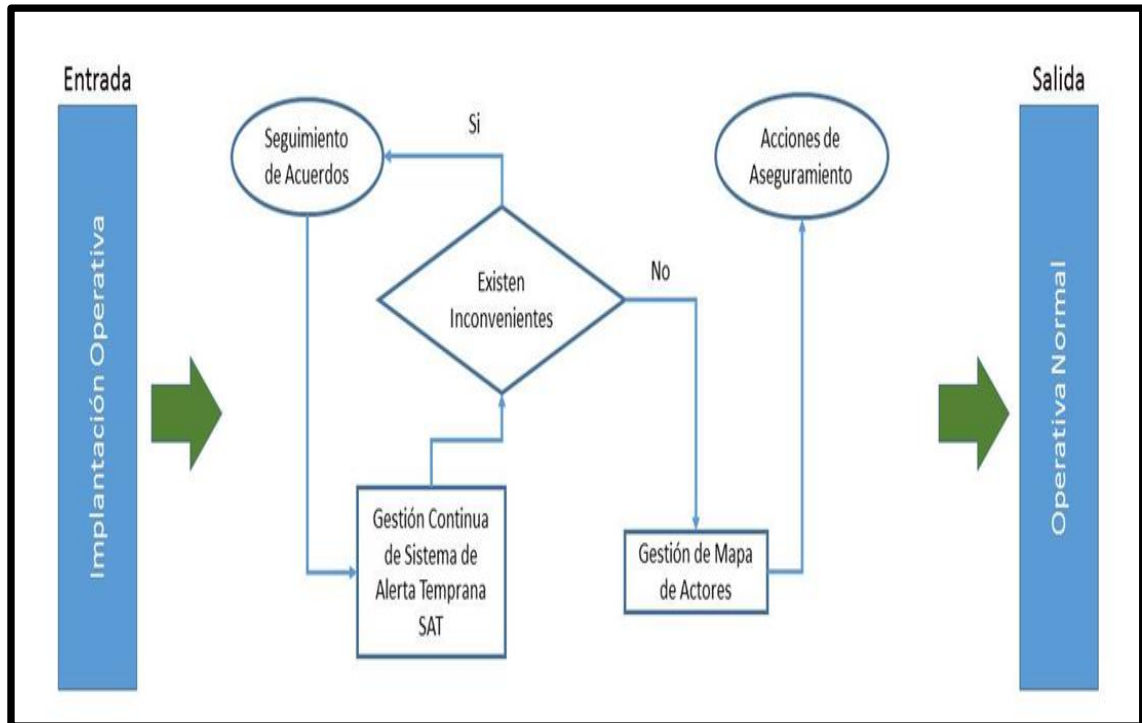 Entrada
Salida
Implantación Operativa
Seguimiento
de Acuerdos
Si
Existen
Inconvenientes
No
Acciones de
Aseguramiento
Gestión Continua
de Sistema de
Alerta Temprana
SAT
Gestión de Mapa
de Actores
Operativa Normal